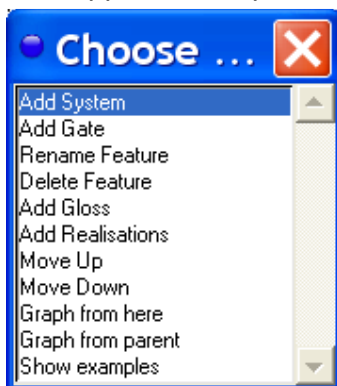 Choose ...
Add System
Add Gate
Rename Feature
Delete Feature
Add Gloss
Add Realisations
Move Up
Move Down
Graph from here
Graph from parent
Show examples